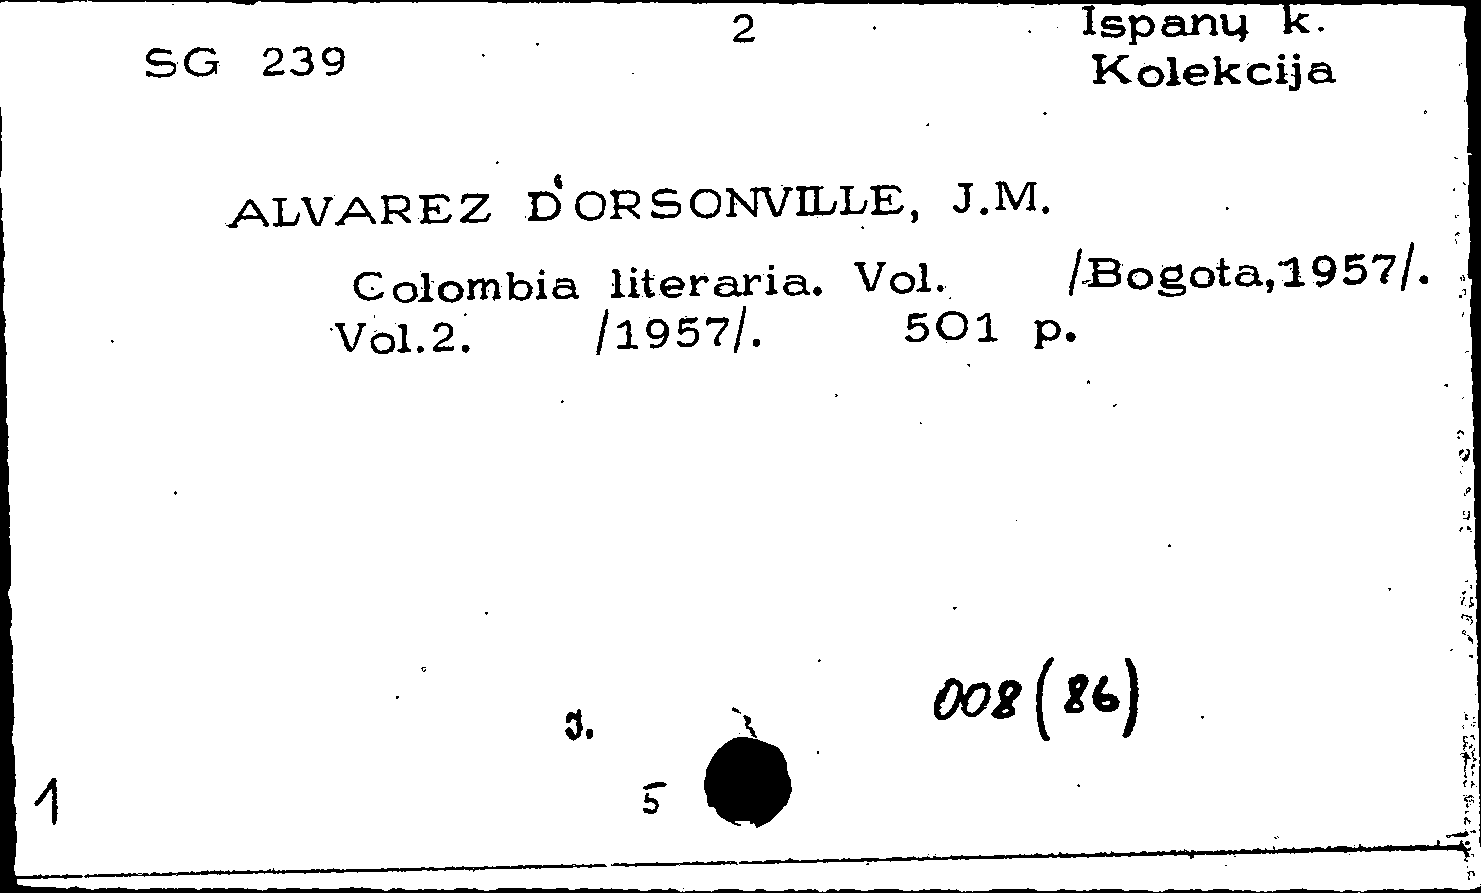 2
Ispanų k.
SG 239
Kolekcija
ALVAREZ D'ORSONVILLE, J.M.
Colombia literaria. Vol. /Bogota,1957/.
Vol.2. /1957/. 501 p.
008(86)
J.
5
1